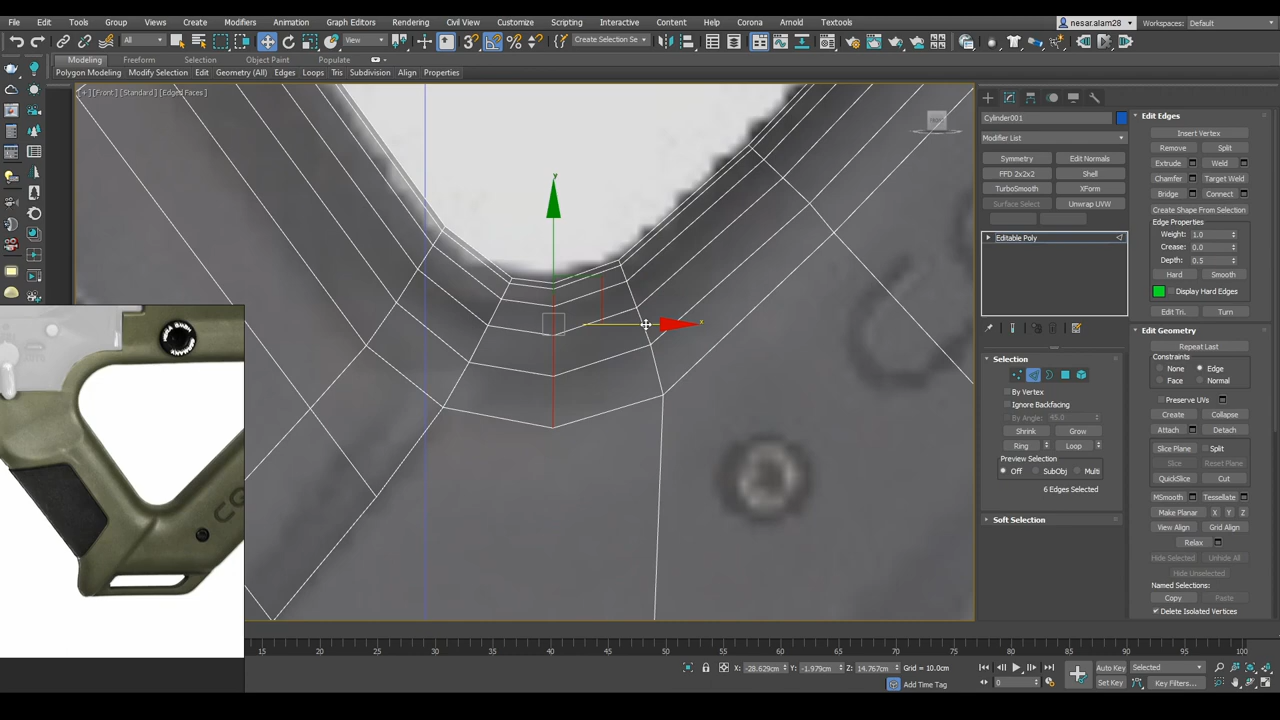 File Edit Tools Group Views Create Modifiers Animation Graph Editors Rendering Civil View Customize Scripting Interactive Content Help Corona Arnold Textools nesar.alam28 Workspaces: Default
All View Create Selection Se
Modeling Freeform Selection Object Paint Populate
Polygon Modeling Modify Selection Edit Geometry (All) Edges Loops Tris Subdivision Align Properties
[+] [Front] [Standard] [Edged Faces]
y
x
Cylinder001
Modifier List
Symmetry Edit Normals
FFD 2x2x2 Shell
TurboSmooth XForm
Surface Select Unwrap UVW
Editable Poly
Selection
By Vertex
Ignore Backfacing
By Angle: 45.0
Shrink Grow
Ring Loop
Preview Selection
Off SubObj Multi
6 Edges Selected
Soft Selection
Edit Edges
Insert Vertex
Remove Split
Extrude Weld
Chamfer Target Weld
Bridge Connect
Create Shape From Selection
Edge Properties
Weight: 1.0
Crease: 0.0
Depth: 0.5
Hard Smooth
Display Hard Edges
Edit Tri. Turn
Edit Geometry
Repeat Last
Constraints
None Edge
Face Normal
Preserve UVs
Create Collapse
Attach Detach
Slice Plane Split
Slice Reset Plane
QuickSlice Cut
MSmooth Tessellate
Make Planar X Y Z
View Align Grid Align
Relax
Hide Selected Unhide All
Hide Unselected
Named Selections:
Copy Paste
Delete Isolated Vertices
15 20 25 30 35 40 45 50 55 60 65 70 75 80 85 90 95 100
X: -28.629cm Y: -1.979cm Z: 14.767cm Grid = 10.0cm
Add Time Tag
0
Auto Key Selected
Set Key Key Filters...